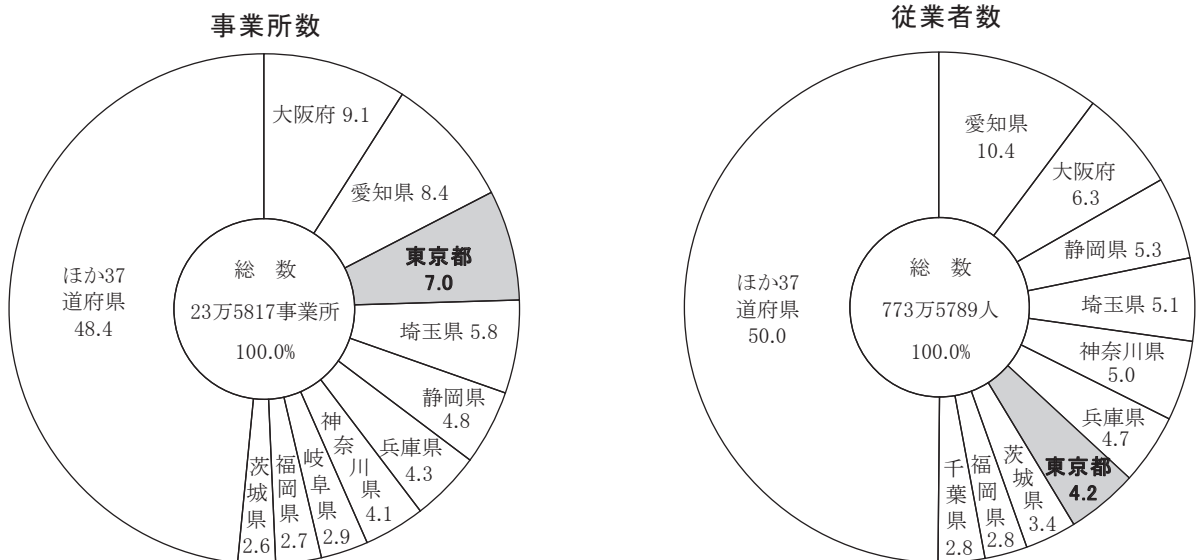 事業所数
大阪府 9.1
愛知県 8.4
東京都
7.0
埼玉県 5.8
静岡県
4.8
兵庫県
4.3
神奈川県
4.1
岐阜県
2.9
福岡県
2.7
茨城県
2.6
ほか37
道府県
48.4
総 数
23万5817事業所
100.0%
従業者数
愛知県
10.4
大阪府
6.3
静岡県 5.3
埼玉県 5.1
神奈川県
5.0
兵庫県
4.7
東京都
4.2
茨城県
3.4
福岡県
2.8
千葉県
2.8
ほか37
道府県
50.0
総 数
773万5789人
100.0%